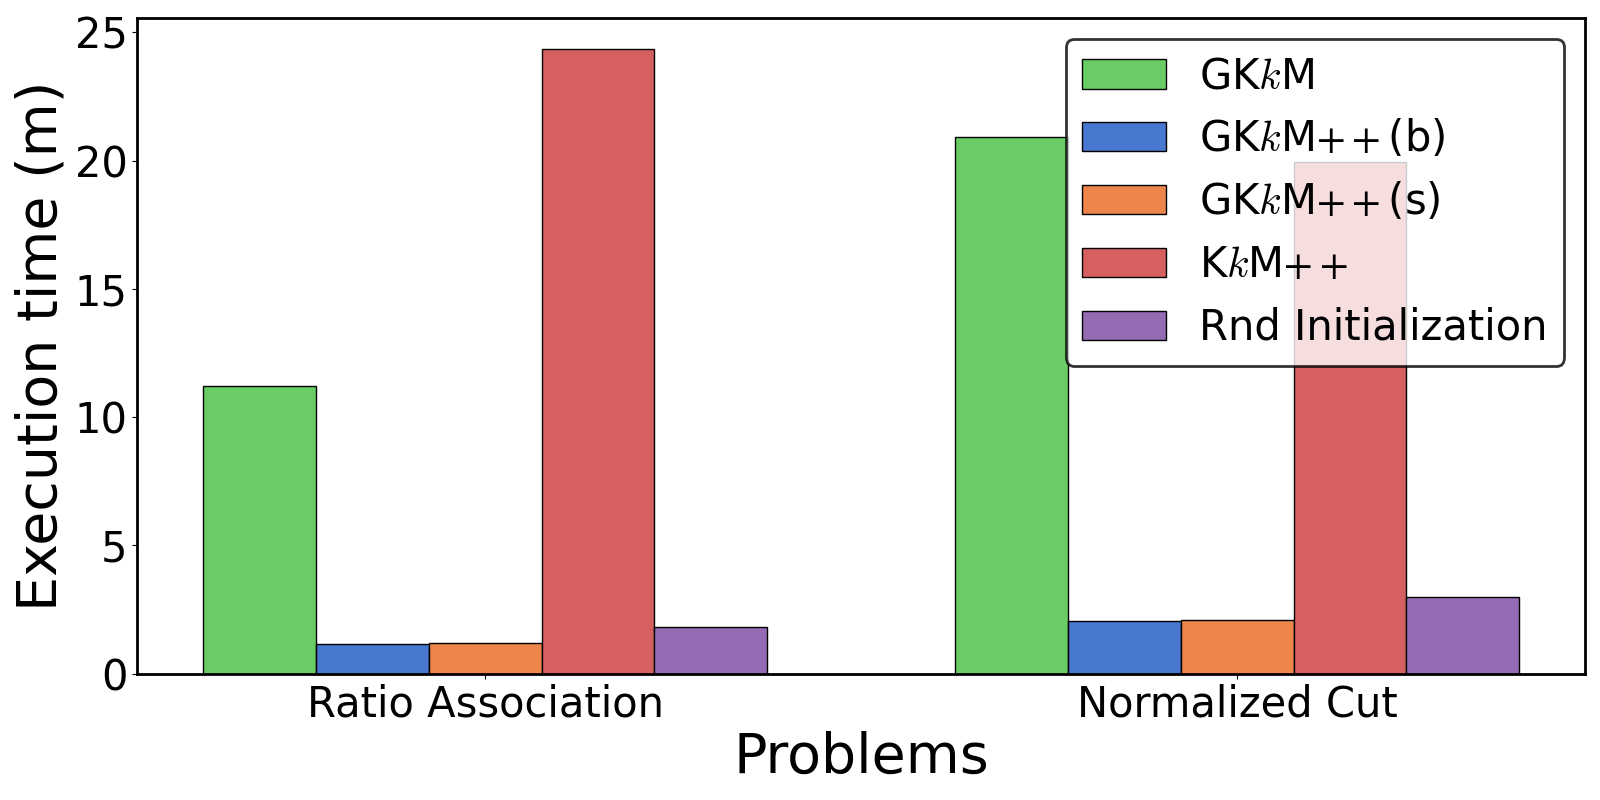 Execution time (m)
25
20
15
10
5
0
GKkM
GKkM++(b)
GKkM++(s)
KkM++
Rnd Initialization
Ratio Association
Normalized Cut
Problems